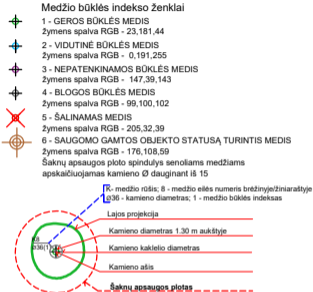 Medžio būklės indekso ženklai
1 - GEROS BŪKLĖS MEDIS
žymens spalva RGB - 23,181,44
2 - VIDUTINĖ BŪKLĖS MEDIS
žymens spalva RGB - 0,191,255
3 - NEPATENKINAMOS BŪKLĖS MEDIS
žymens spalva RGB - 147,39,143
4 - BLOGOS BŪKLĖS MEDIS
žymens spalva RGB - 99,100,102
5 - ŠALINAMAS MEDIS
žymens spalva RGB - 205,32,39
6 - SAUGOMO GAMTOS OBJEKTO STATUSĄ TURINTIS MEDIS
žymens spalva RGB - 176,108,59
Šaknų apsaugos ploto spindulys senoliams medžiams
apskaičiuojamas kamieno Ø dauginant iš 15
K- medžio rūšis; 8 - medžio eilės numeris brėžinyje/žiniaraštyje
Ø36 - kamieno diametras; 1 - medžio būklės indeksas
Lajos projekcija
Kamieno diametras 1.30 m aukštyje
K8
Ø36(1)
Kamieno kaklelio diametras
Kamieno ašis
Šaknų apsaugos plotas